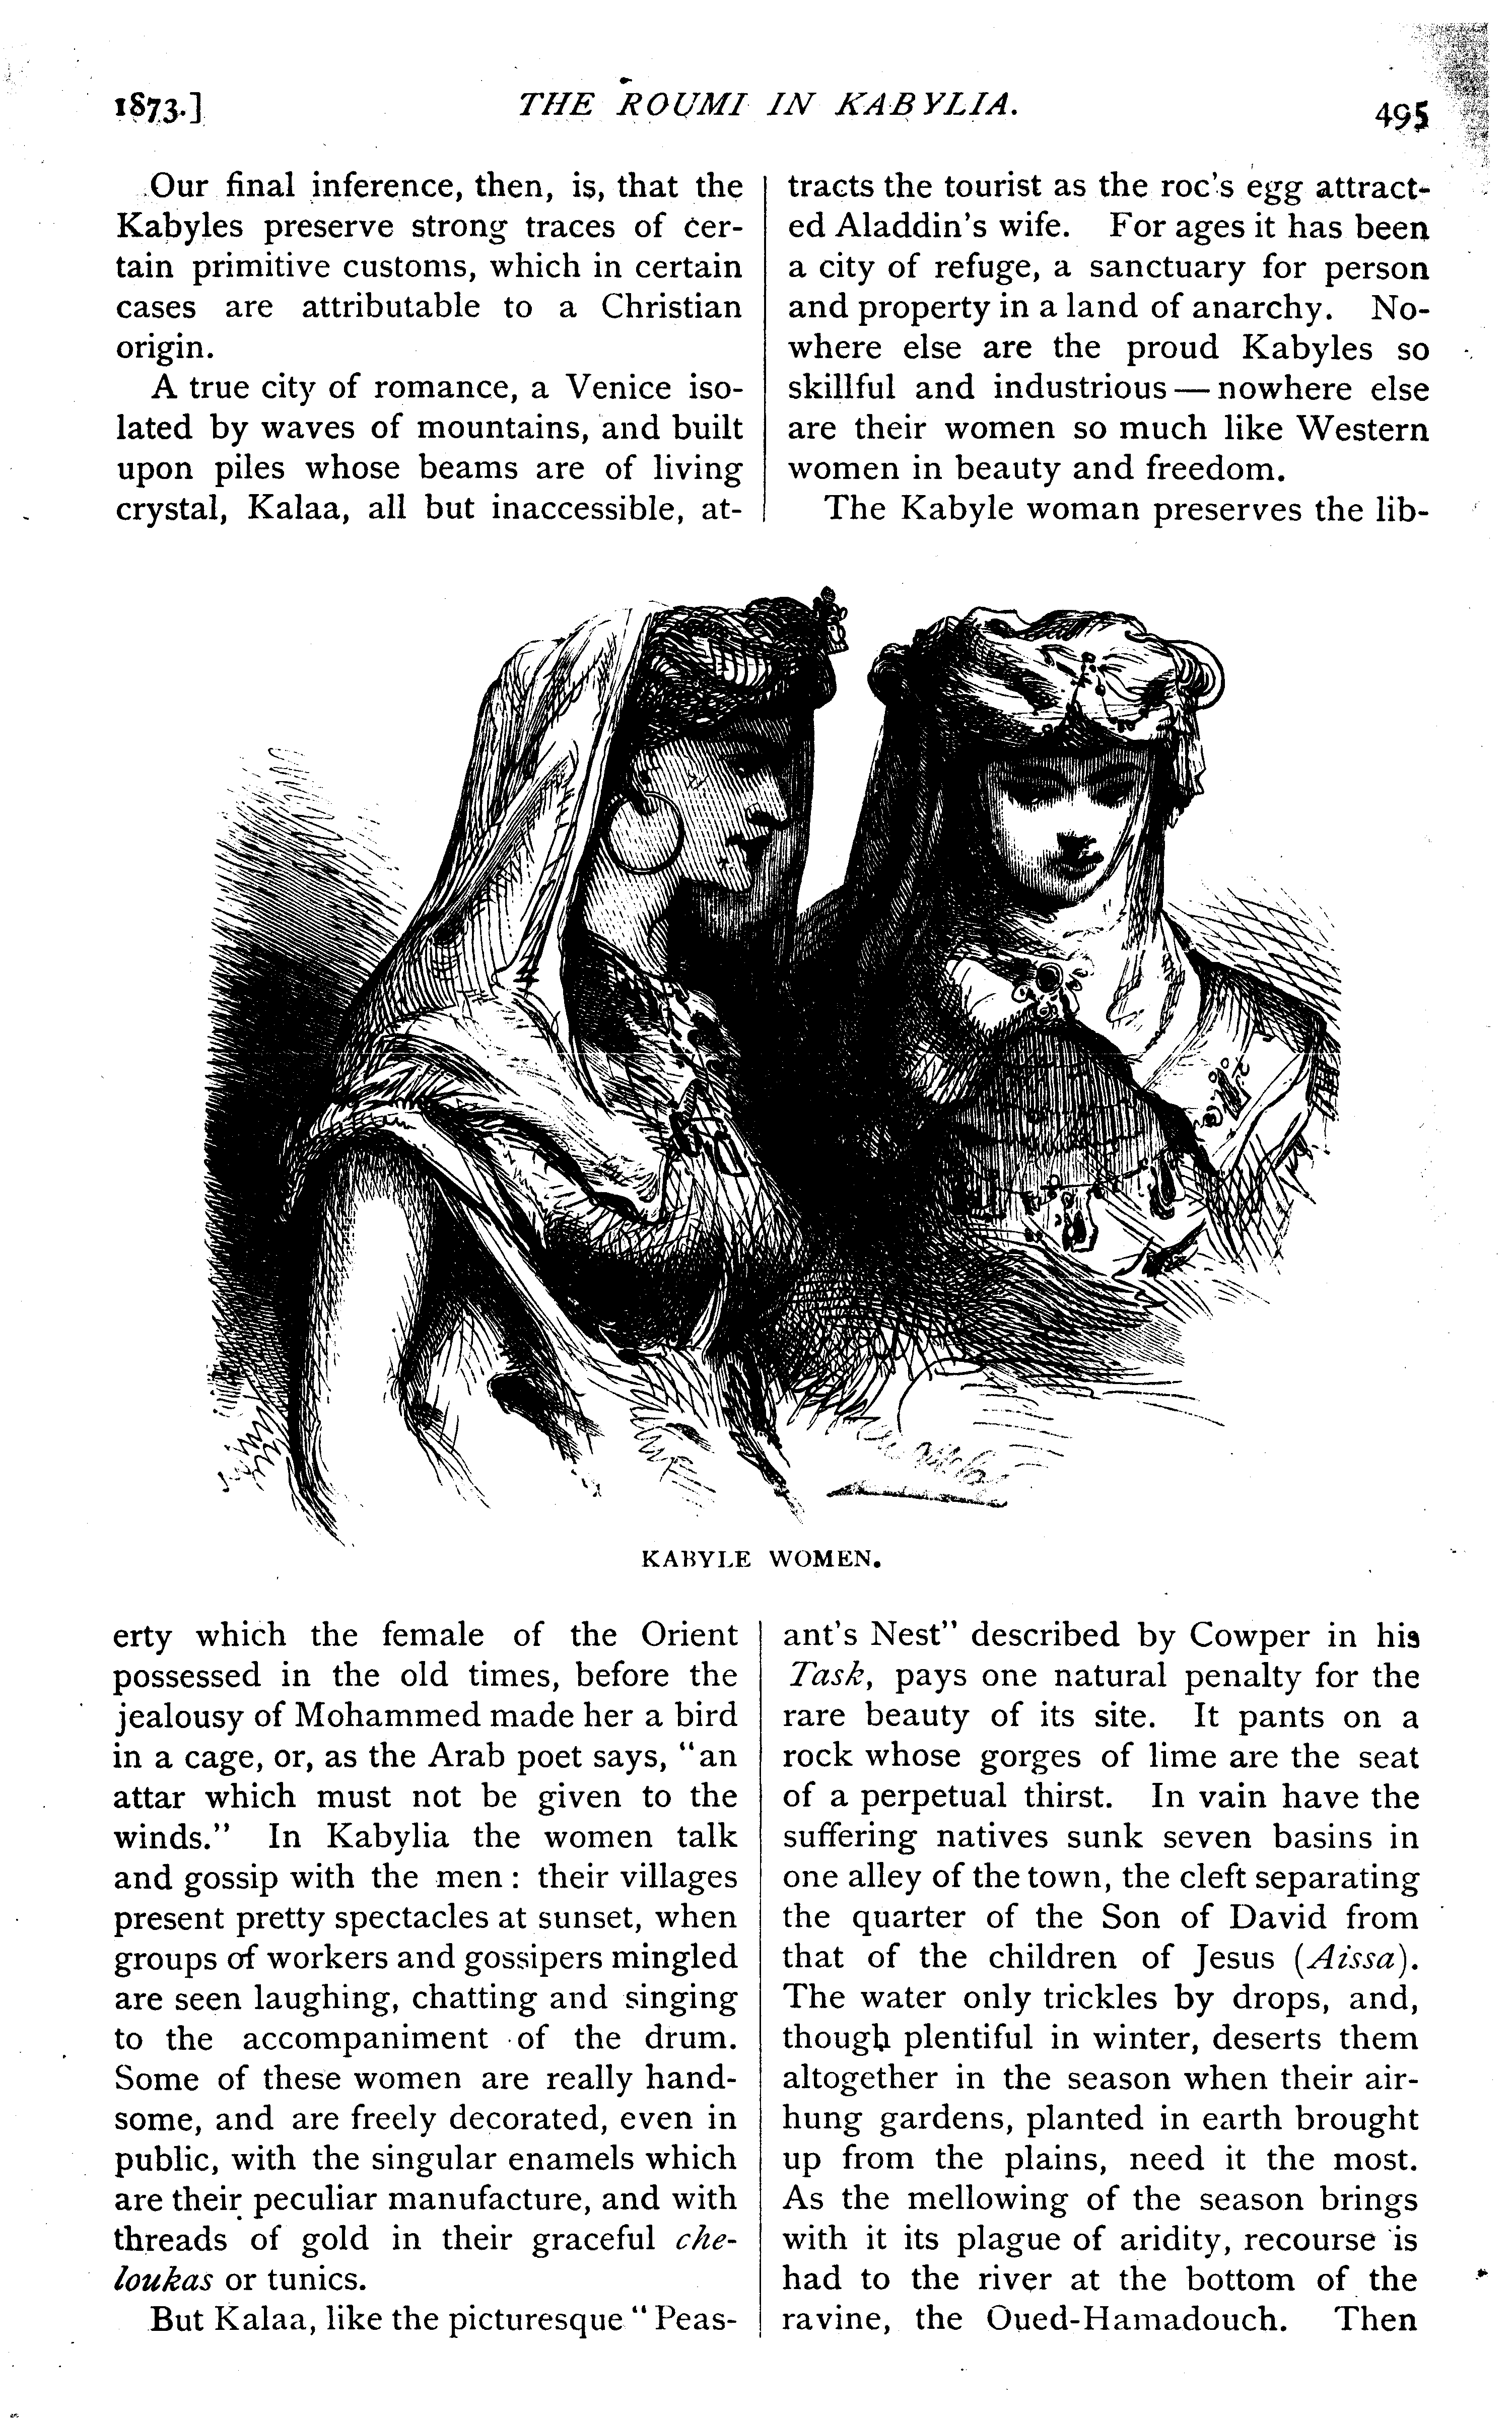 1873.] THE ROUMI IN KABYLIA. 495
Our final inference, then, is, that the
Kabyles preserve strong traces of cer-
tain primitive customs, which in certain
cases are attributable to a Christian
origin.
A true city of romance, a Venice iso-
lated by waves of mountains, and built
upon piles whose beams are of living
crystal, Kalaa, all but inaccessible, at-
tracts the tourist as the roc's egg attract-
ed Aladdin's wife. For ages it has been
a city of refuge, a sanctuary for person
and property in a land of anarchy. No-
where else are the proud Kabyles so
skillful and industrious—nowhere else
are their women so much like Western
women in beauty and freedom.
The Kabyle woman preserves the lib-
KABYLE WOMEN.
erty which the female of the Orient
possessed in the old times, before the
jealousy of Mohammed made her a bird
in a cage, or, as the Arab poet says, "an
attar which must not be given to the
winds." In Kabylia the women talk
and gossip with the men: their villages
present pretty spectacles at sunset, when
groups of workers and gossipers mingled
are seen laughing, chatting and singing
to the accompaniment of the drum.
Some of these women are really hand-
some, and are freely decorated, even in
public, with the singular enamels which
are their peculiar manufacture, and with
threads of gold in their graceful che-
loukas or tunics.
But Kalaa, like the picturesque "Peas-
ant's Nest" described by Cowper in his
Task, pays one natural penalty for the
rare beauty of its site. It pants on a
rock whose gorges of lime are the seat
of a perpetual thirst. In vain have the
suffering natives sunk seven basins in
one alley of the town, the cleft separating
the quarter of the Son of David from
that of the children of Jesus (Aissa).
The water only trickles by drops, and,
though plentiful in winter, deserts them
altogether in the season when their air-
hung gardens, planted in earth brought
up from the plains, need it the most.
As the mellowing of the season brings
with it its plague of aridity, recourse is
had to the river at the bottom of the
ravine, the Oued-Hamadouch. Then